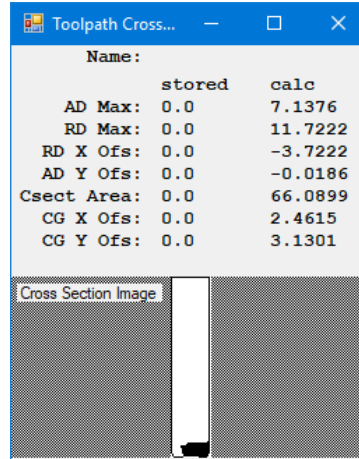 Toolpath Cross...
Name:
stored calc
AD Max: 0.0 7.1376
RD Max: 0.0 11.7222
RD X Ofs: 0.0 -3.7222
AD Y Ofs: 0.0 -0.0186
Csect Area: 0.0 66.0899
CG X Ofs: 0.0 2.4615
CG Y Ofs: 0.0 3.1301
Cross Section Image